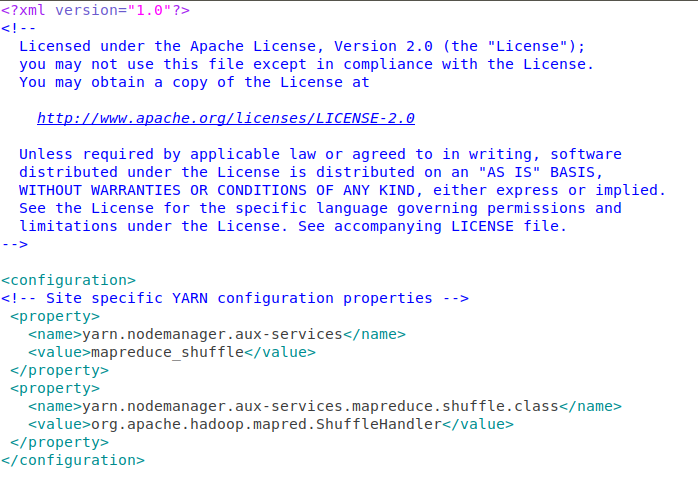 <?xml version="1.0"?>
<!--
  Licensed under the Apache License, Version 2.0 (the "License");
  you may not use this file except in compliance with the License.
  You may obtain a copy of the License at

    http://www.apache.org/licenses/LICENSE-2.0

  Unless required by applicable law or agreed to in writing, software
  distributed under the License is distributed on an "AS IS" BASIS,
  WITHOUT WARRANTIES OR CONDITIONS OF ANY KIND, either express or implied.
  See the License for the specific language governing permissions and
  limitations under the License. See accompanying LICENSE file.
-->

<configuration>
<!-- Site specific YARN configuration properties -->
 <property>
   <name>yarn.nodemanager.aux-services</name>
   <value>mapreduce_shuffle</value>
 </property>
 <property>
   <name>yarn.nodemanager.aux-services.mapreduce.shuffle.class</name>
   <value>org.apache.hadoop.mapred.ShuffleHandler</value>
 </property>
</configuration>